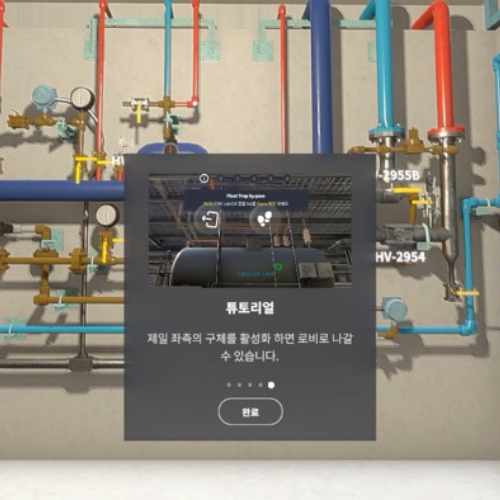 HV-2955B
HV-2954
Float Trap by-pass
튜토리얼
제일 좌측의 구체를 활성화 하면 로비로 나갈
수 있습니다.
완료